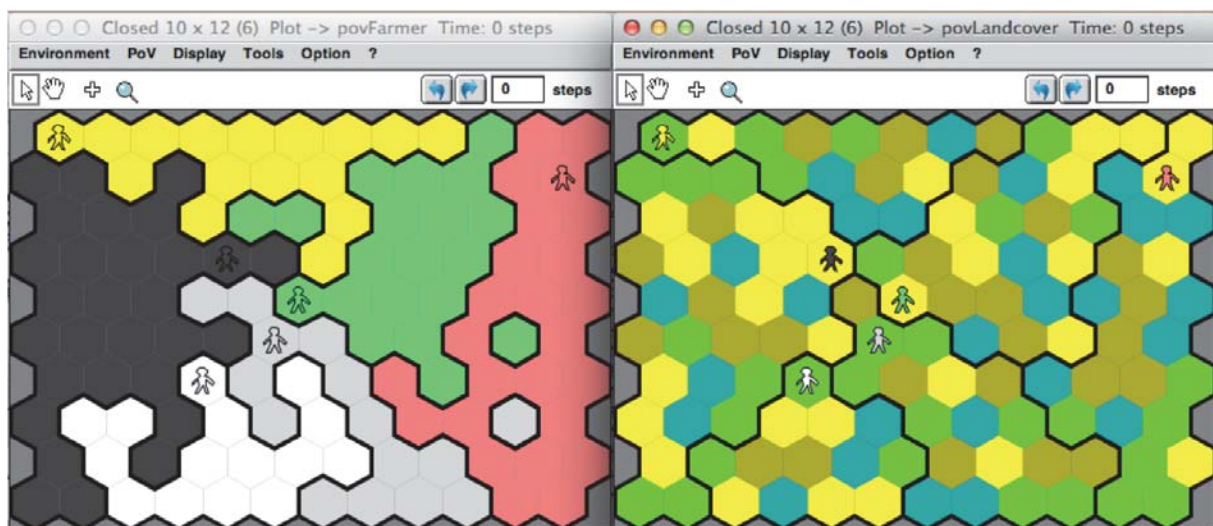 Closed 10 x 12 (6) Plot -> povFarmer Time: 0 steps
Environment PoV Display Tools Option ?
0 steps
Closed 10 x 12 (6) Plot -> povLandcover Time: 0 steps
Environment PoV Display Tools Option ?
0 steps